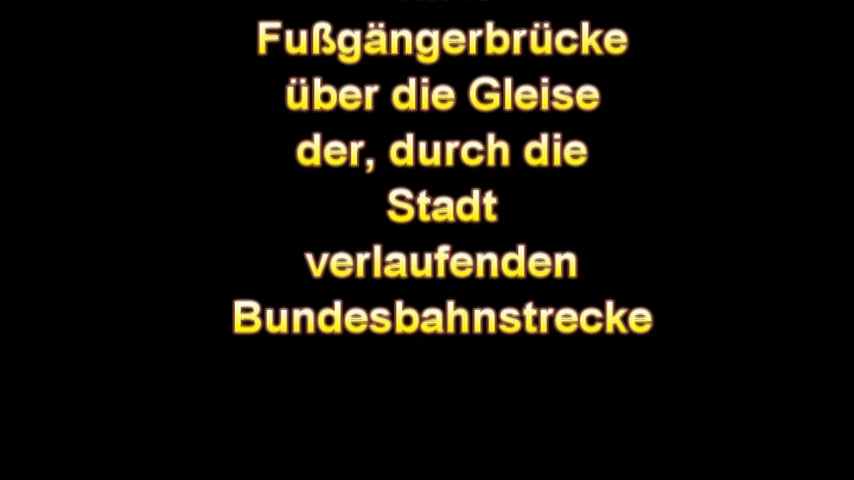 Fußgängerbrücke
über die Gleise
der, durch die
Stadt
verlaufenden
Bundesbahnstrecke